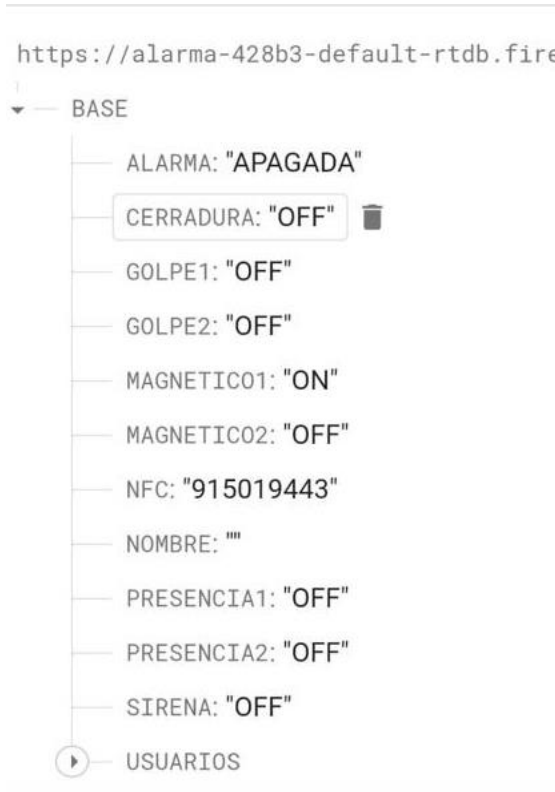 https://alarma-428b3-default-rtdb.fire
BASE
ALARMA: "APAGADA"
CERRADURA: "OFF"
GOLPE1: "OFF"
GOLPE2: "OFF"
MAGNETICO1: "ON"
MAGNETICO2: "OFF"
NFC: "915019443"
NOMBRE: ""
PRESENCIA1: "OFF"
PRESENCIA2: "OFF"
SIRENA: "OFF"
USUARIOS